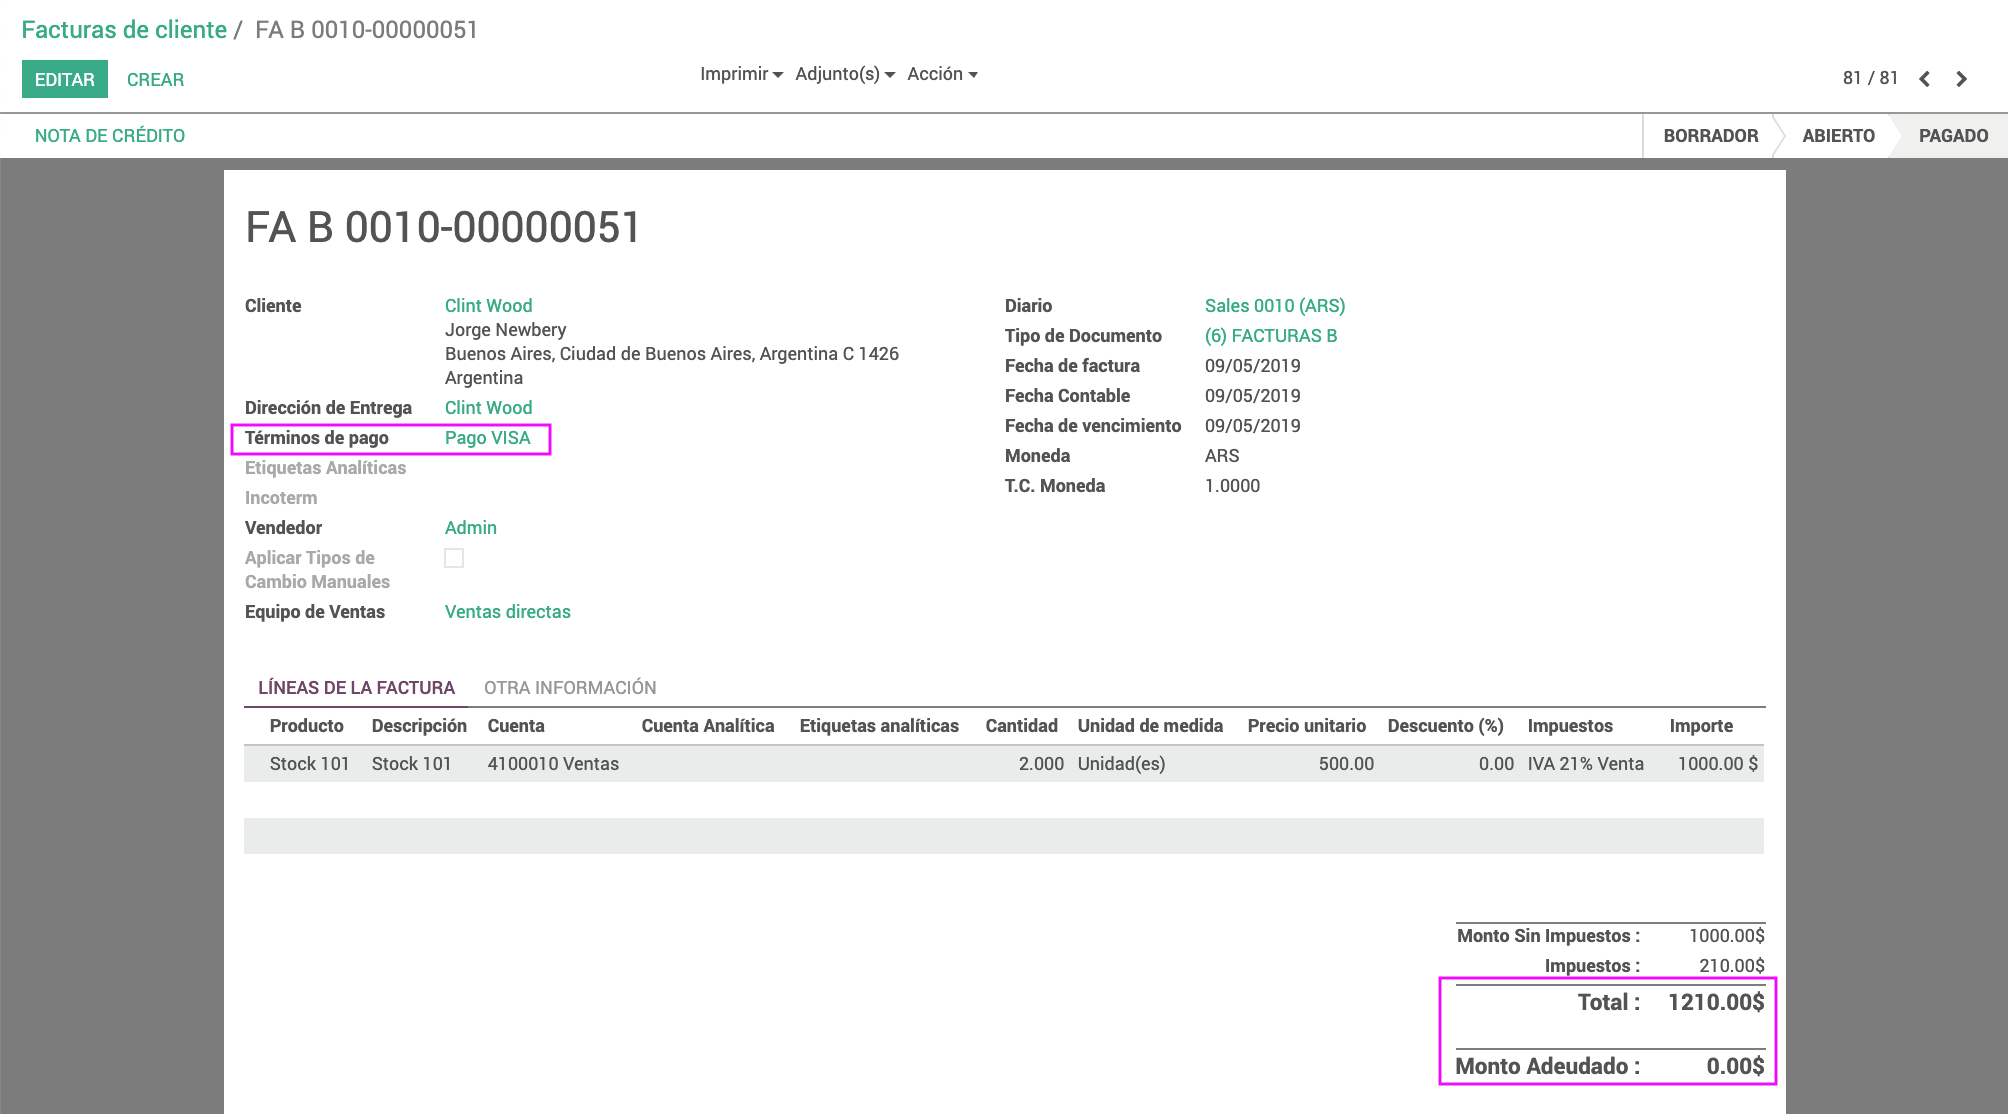 Facturas de cliente / FA B 0010-00000051
EDITAR CREAR Imprimir Adjunto(s) Acción 81 / 81
NOTA DE CRÉDITO BORRADOR ABIERTO PAGADO
FA B 0010-00000051
Cliente Clint Wood
Jorge Newbery
Buenos Aires, Ciudad de Buenos Aires, Argentina C 1426
Argentina
Dirección de Entrega Clint Wood
Términos de pago Pago VISA
Etiquetas Analíticas
Incoterm
Vendedor Admin
Aplicar Tipos de
Cambio Manuales
Equipo de Ventas Ventas directas
Diario Sales 0010 (ARS)
Tipo de Documento (6) FACTURAS B
Fecha de factura 09/05/2019
Fecha Contable 09/05/2019
Fecha de vencimiento 09/05/2019
Moneda ARS
T.C. Moneda 1.0000
LÍNEAS DE LA FACTURA OTRA INFORMACIÓN
Producto Descripción Cuenta Cuenta Analítica Etiquetas analíticas Cantidad Unidad de medida Precio unitario Descuento (%) Impuestos Importe
Stock 101 Stock 101 4100010 Ventas 2.000 Unidad(es) 500.00 0.00 IVA 21% Venta 1000.00 $
Monto Sin Impuestos : 1000.00$
Impuestos : 210.00$
Total : 1210.00$
Monto Adeudado : 0.00$